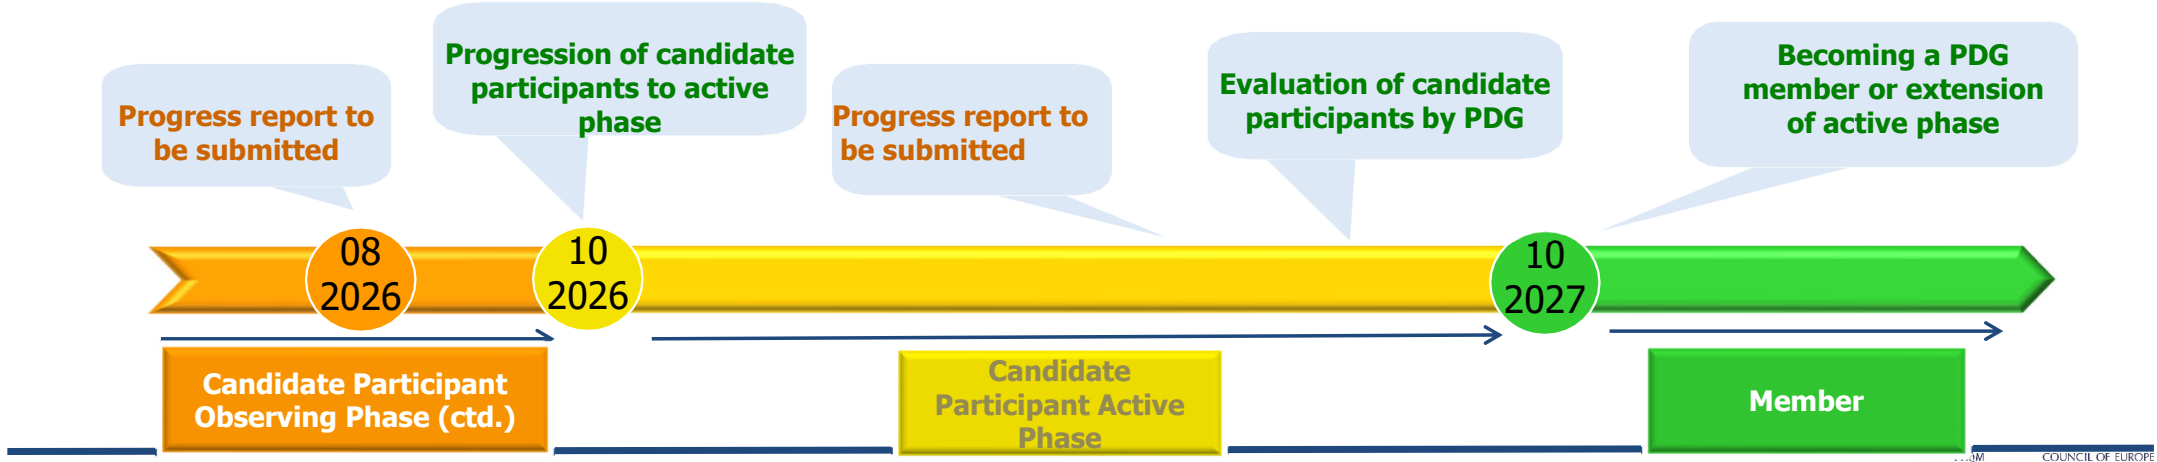 Progress report to
be submitted
Progression of candidate
participants to active
phase
Progress report to
be submitted
Evaluation of candidate
participants by PDG
Becoming a PDG
member or extension
of active phase
08
2026
10
2026
10
2027
Candidate Participant
Observing Phase (ctd.)
Candidate
Participant Active
Phase
Member
COUNCIL OF EUROPE